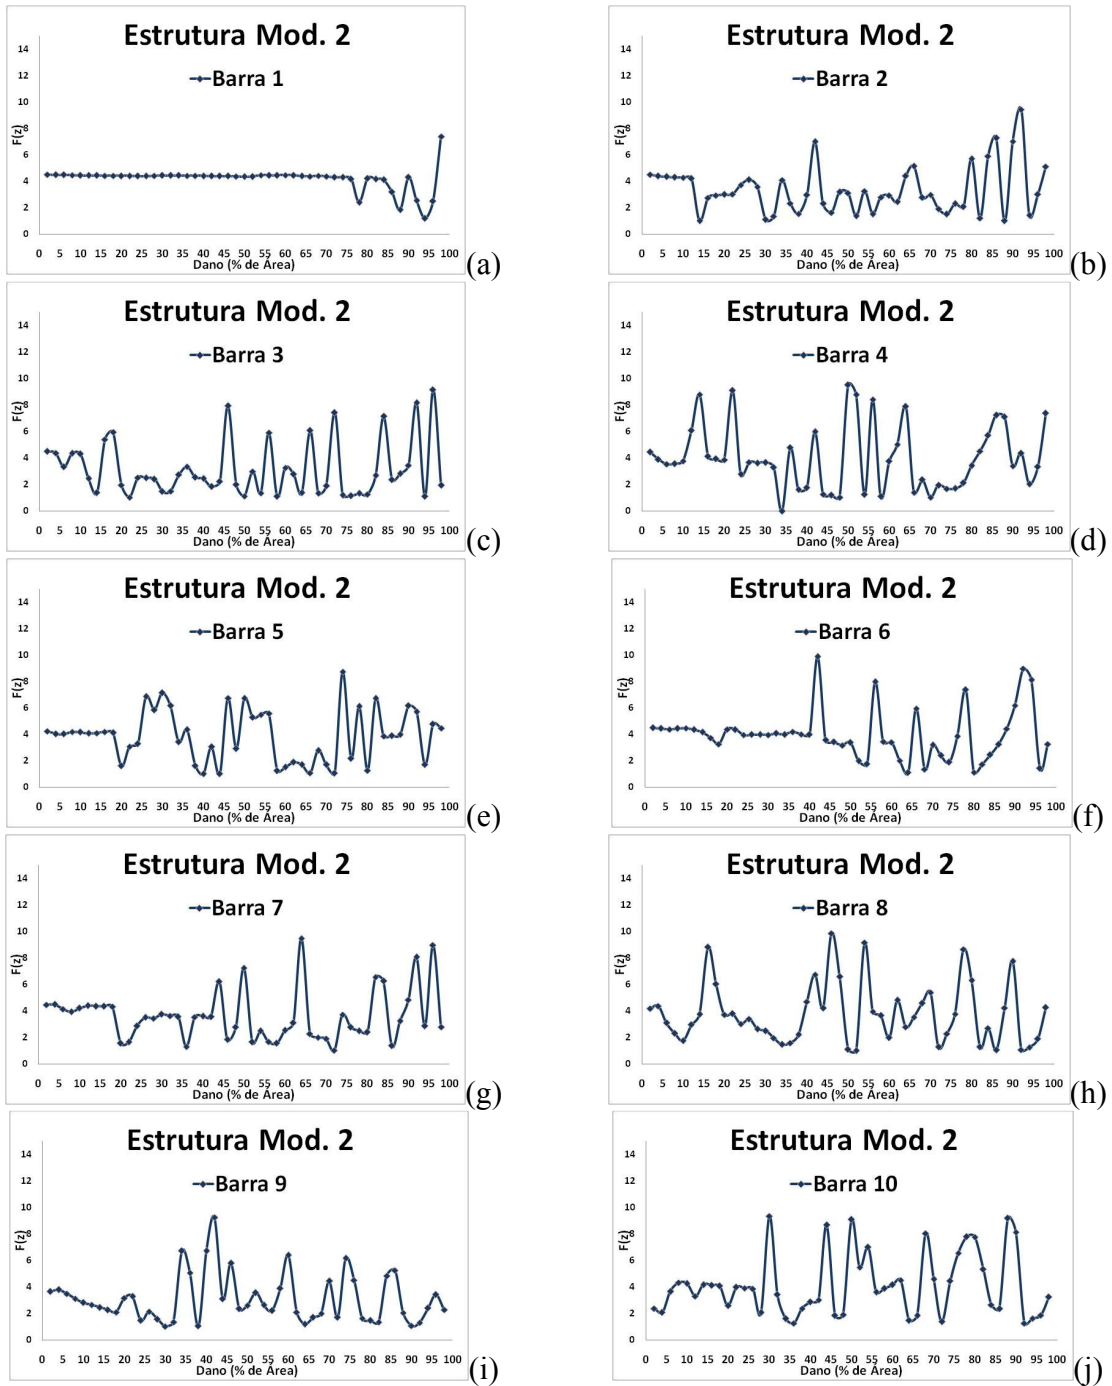 Estrutura Mod. 2
Barra 1
14
12
10
8
6
4
2
0
F(z)
0 5 10 15 20 25 30 35 40 45 50 55 60 65 70 75 80 85 90 95 100
Dano (% de Área)
(a)
Estrutura Mod. 2
Barra 2
14
12
10
8
6
4
2
0
F(z)
0 5 10 15 20 25 30 35 40 45 50 55 60 65 70 75 80 85 90 95 100
Dano (% de Área)
(b)
Estrutura Mod. 2
Barra 3
14
12
10
8
6
4
2
0
F(z)
0 5 10 15 20 25 30 35 40 45 50 55 60 65 70 75 80 85 90 95 100
Dano (% de Área)
(c)
Estrutura Mod. 2
Barra 4
14
12
10
8
6
4
2
0
F(z)
0 5 10 15 20 25 30 35 40 45 50 55 60 65 70 75 80 85 90 95 100
Dano (% de Área)
(d)
Estrutura Mod. 2
Barra 5
14
12
10
8
6
4
2
0
F(z)
0 5 10 15 20 25 30 35 40 45 50 55 60 65 70 75 80 85 90 95 100
Dano (% de Área)
(e)
Estrutura Mod. 2
Barra 6
14
12
10
8
6
4
2
0
F(z)
0 5 10 15 20 25 30 35 40 45 50 55 60 65 70 75 80 85 90 95 100
Dano (% de Área)
(f)
Estrutura Mod. 2
Barra 7
14
12
10
8
6
4
2
0
F(z)
0 5 10 15 20 25 30 35 40 45 50 55 60 65 70 75 80 85 90 95 100
Dano (% de Área)
(g)
Estrutura Mod. 2
Barra 8
14
12
10
8
6
4
2
0
F(z)
0 5 10 15 20 25 30 35 40 45 50 55 60 65 70 75 80 85 90 95 100
Dano (% de Área)
(h)
Estrutura Mod. 2
Barra 9
14
12
10
8
6
4
2
0
F(z)
0 5 10 15 20 25 30 35 40 45 50 55 60 65 70 75 80 85 90 95 100
Dano (% de Área)
(i)
Estrutura Mod. 2
Barra 10
14
12
10
8
6
4
2
0
F(z)
0 5 10 15 20 25 30 35 40 45 50 55 60 65 70 75 80 85 90 95 100
Dano (% de Área)
(j)